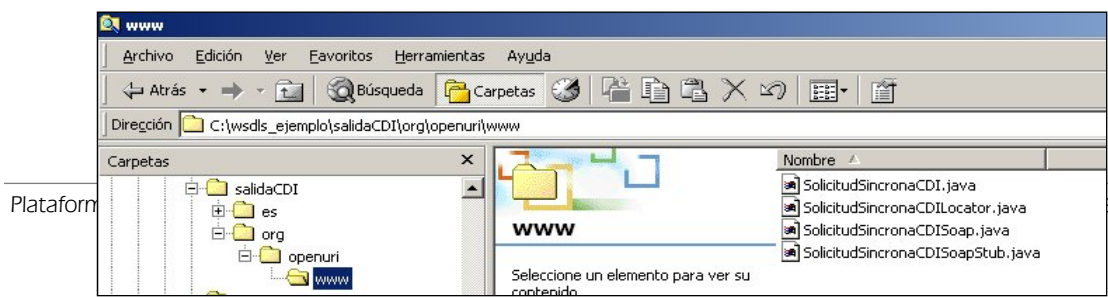 www
Archivo Edición Ver Favoritos Herramientas Ayuda
Atrás Búsqueda Carpetas
Dirección C:\wsdls_ejemplo\salidaCDI\org\openuri\www
Carpetas
salidaCDI
es
org
openuri
www
Plataform
www
Seleccione un elemento para ver su
contenido
Nombre
SolicitudSincronaCDI.java
SolicitudSincronaCDILocator.java
SolicitudSincronaCDISoap.java
SolicitudSincronaCDISoapStub.java